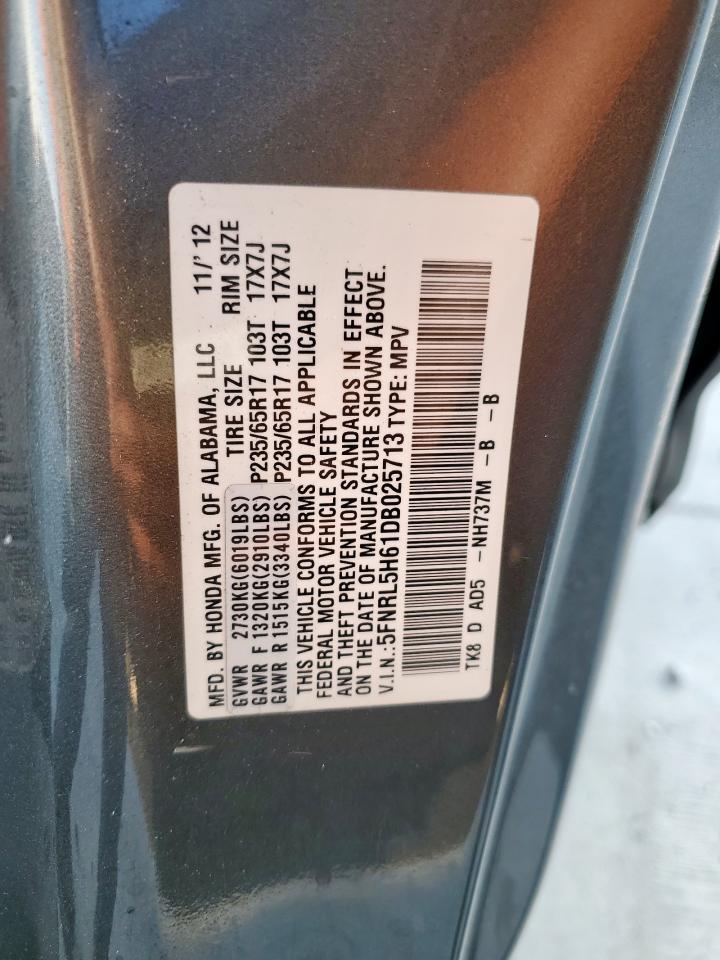 MFD. BY HONDA MFG. OF ALABAMA, LLC 11/'12
GVWR 2730KG(6019LBS) TIRE SIZE RIM SIZE
GAWR F 1320KG(2910LBS) P235/65R17 103T 17X7J
GAWR R 1515KG(3340LBS) P235/65R17 103T 17X7J
THIS VEHICLE CONFORMS TO ALL APPLICABLE
FEDERAL MOTOR VEHICLE SAFETY
AND THEFT PREVENTION STANDARDS IN EFFECT
ON THE DATE OF MANUFACTURE SHOWN ABOVE.
V.I.N.:5FNRL5H61DB025713 TYPE: MPV
TK8 D AD5 -NH737M -B -B